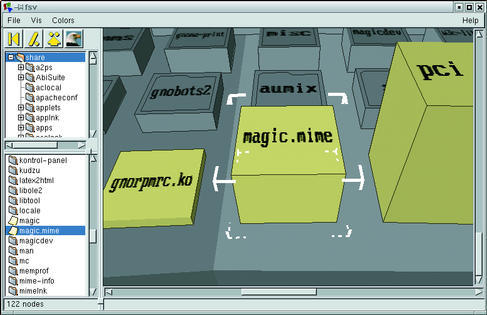 fsv
File Vis Colors Help
share
a2ps
AbiSuite
aclocal
apacheconf
applets
applnk
apps
kontrol-panel
kudzu
latex2html
libole2
libtool
locale
magic
magic.mime
magicdev
man
mc
memprof
mime-info
mimelnk
game-print
misc
magicdev
gnobots2
aumix
pci
magic.mime
gnorpmrc.ko
122 nodes